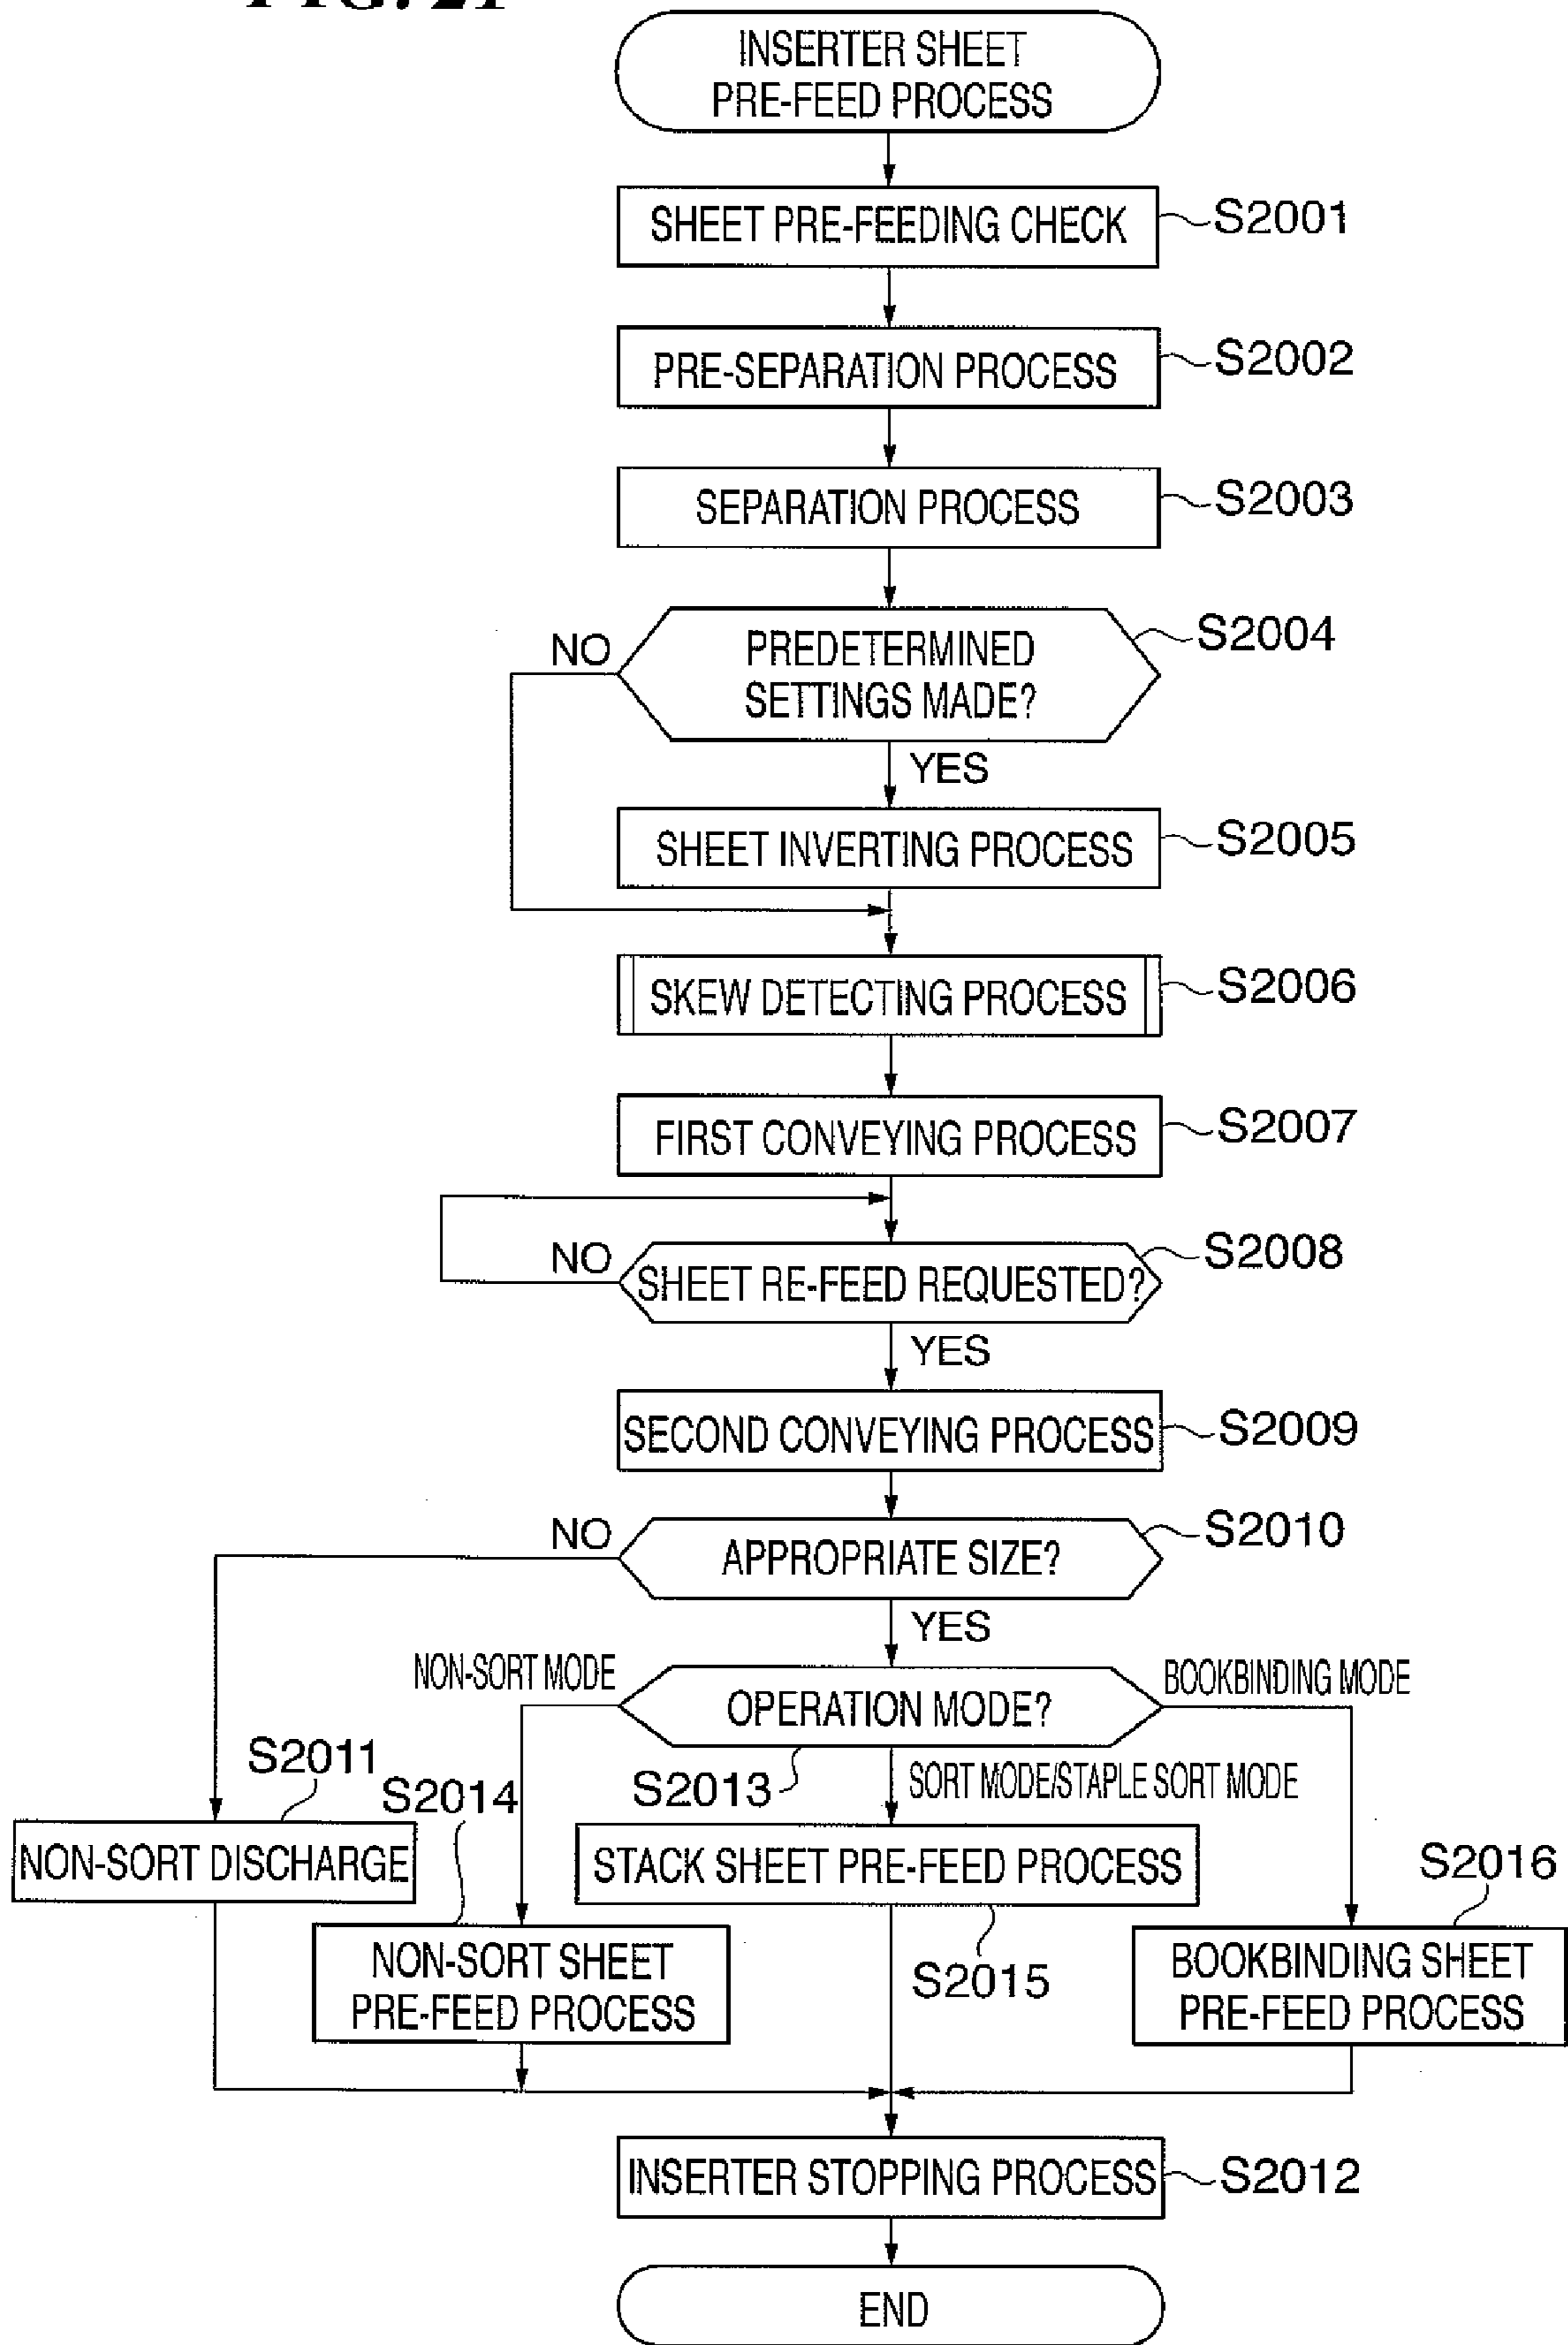 INSERTER SHEET
PRE-FEED PROCESS
SHEET PRE-FEEDING CHECK
S2001
PRE-SEPARATION PROCESS
S2002
SEPARATION PROCESS
S2003
NO
PREDETERMINED
SETTINGS MADE?
S2004
YES
SHEET INVERTING PROCESS
S2005
SKEW DETECTING PROCESS
S2006
FIRST CONVEYING PROCESS
S2007
NO
SHEET RE-FEED REQUESTED?
S2008
YES
SECOND CONVEYING PROCESS
S2009
NO
APPROPRIATE SIZE?
S2010
YES
NON-SORT MODE
OPERATION MODE?
BOOKBINDING MODE
S2011
S2014
S2013
SORT MODE/STAPLE SORT MODE
NON-SORT DISCHARGE
STACK SHEET PRE-FEED PROCESS
S2016
NON-SORT SHEET
PRE-FEED PROCESS
S2015
BOOKBINDING SHEET
PRE-FEED PROCESS
INSERTER STOPPING PROCESS
S2012
END